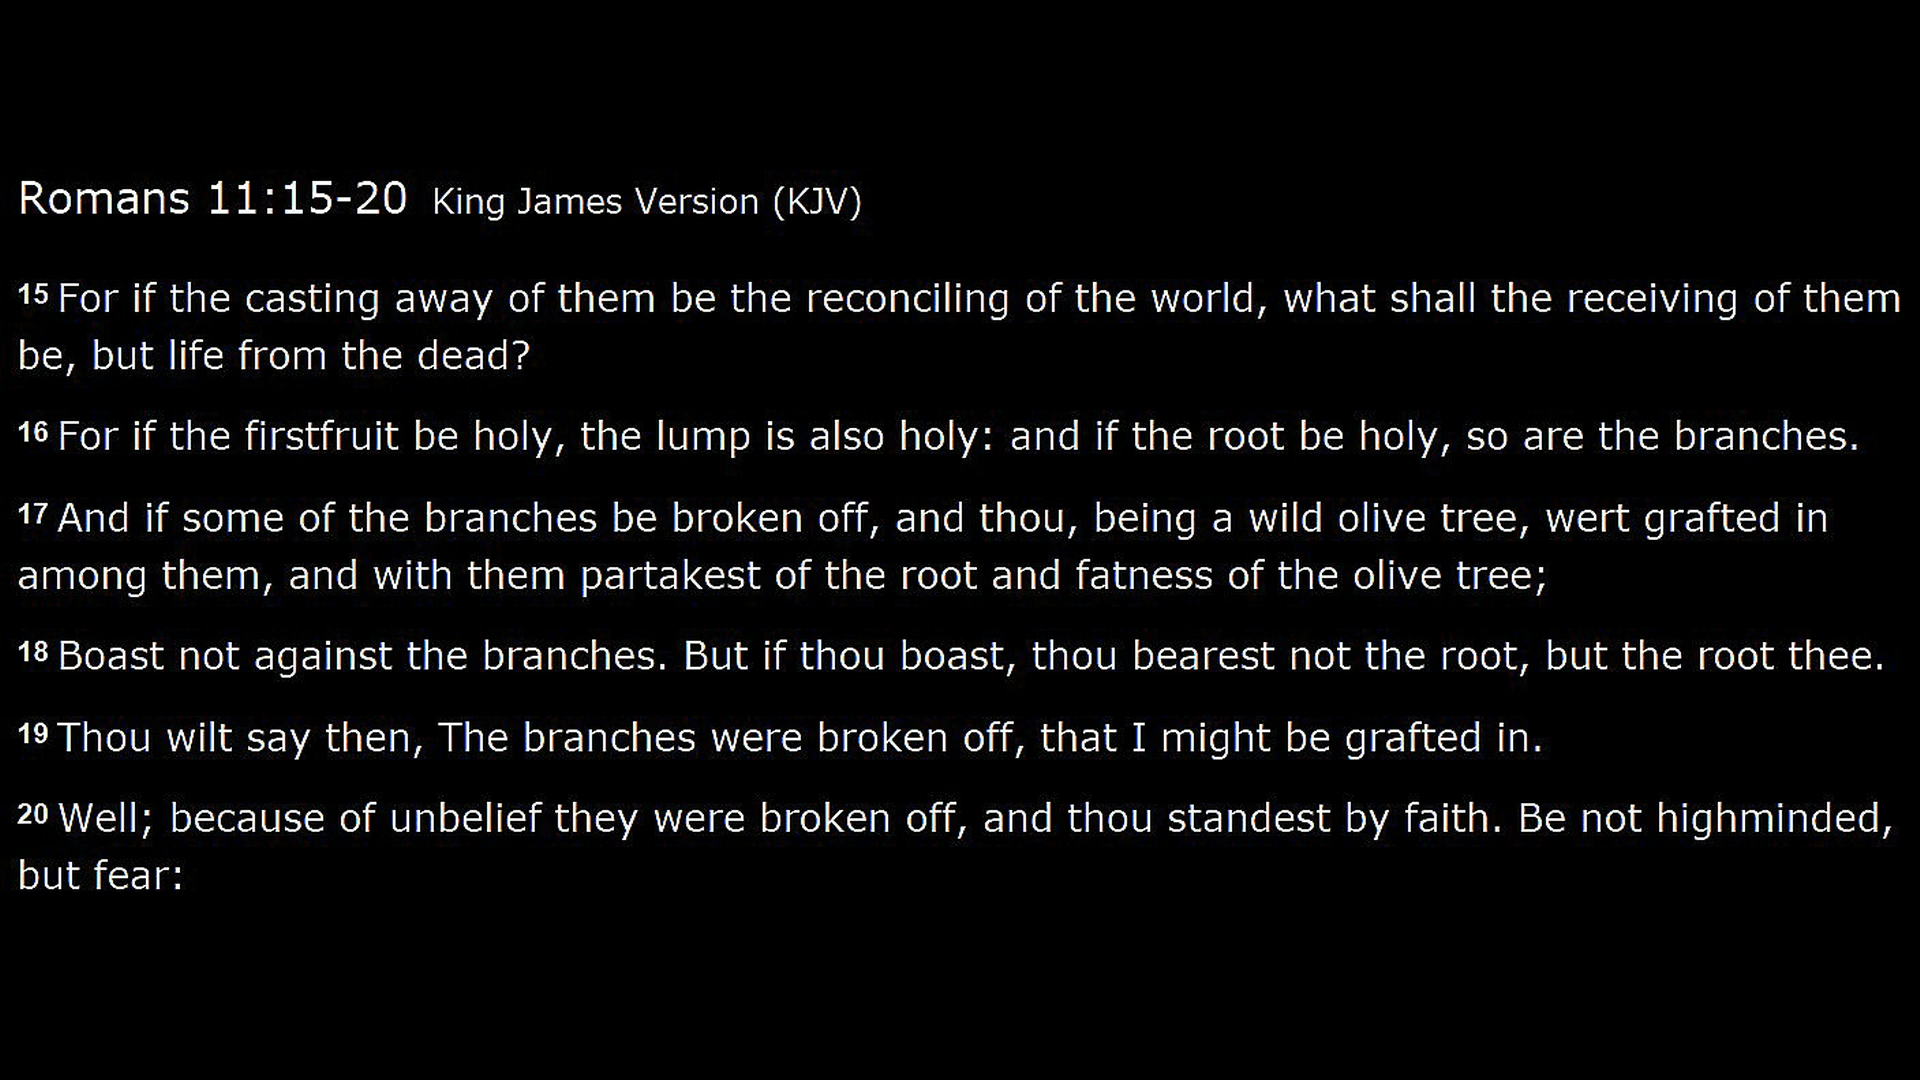 Romans 11:15-20 King James Version (KJV)
15 For if the casting away of them be the reconciling of the world, what shall the receiving of them
be, but life from the dead?
16 For if the firstfruit be holy, the lump is also holy: and if the root be holy, so are the branches.
17 And if some of the branches be broken off, and thou, being a wild olive tree, wert grafted in
among them, and with them partakest of the root and fatness of the olive tree;
18 Boast not against the branches. But if thou boast, thou bearest not the root, but the root thee.
19 Thou wilt say then, The branches were broken off, that I might be grafted in.
20 Well; because of unbelief they were broken off, and thou standest by faith. Be not highminded,
but fear: